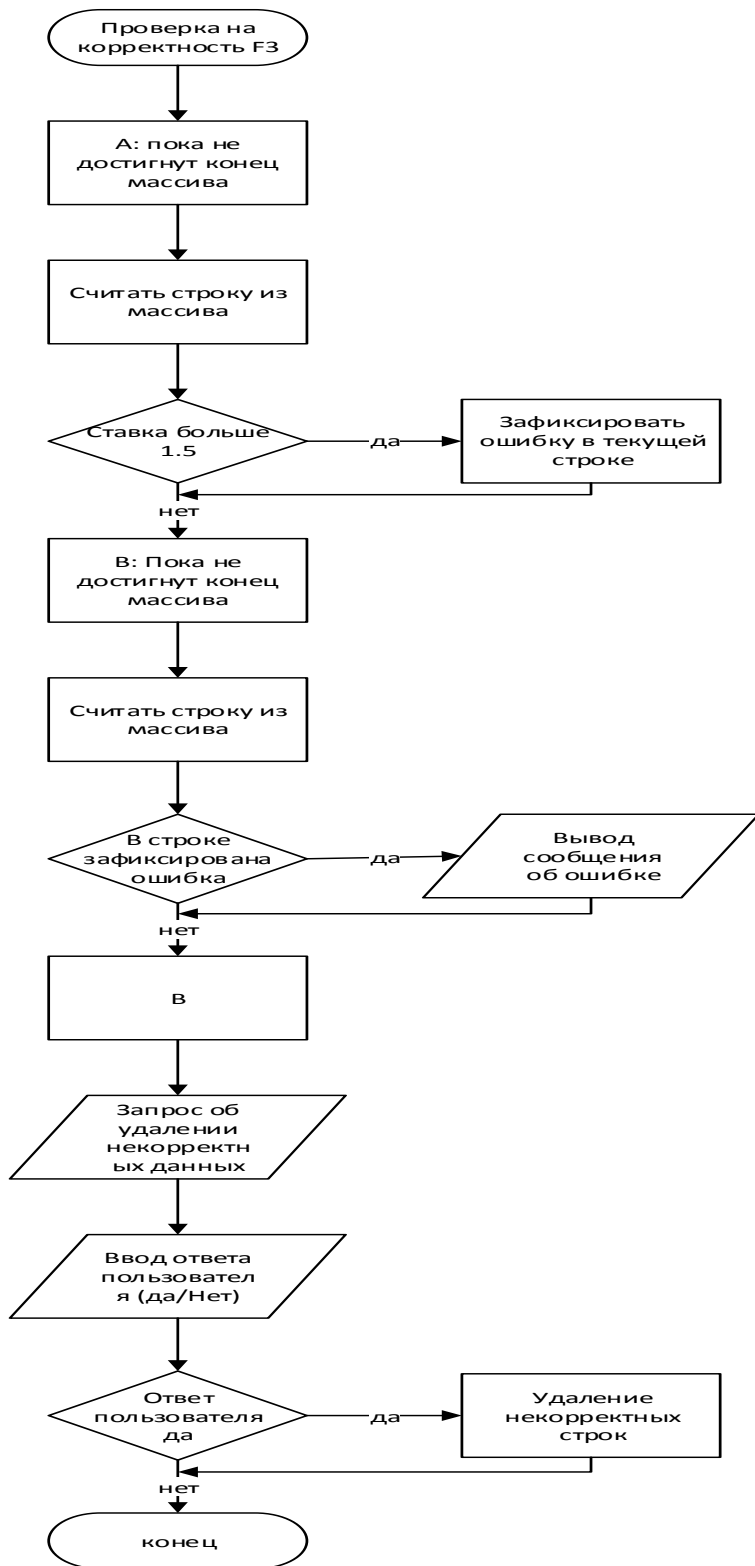 Проверка на
корректность F3
А: пока не
достигнут конец
массива
Считать строку из
массива
Ставка больше
1.5
да
Зафиксировать
ошибку в текущей
строке
нет
В: Пока не
достигнут конец
массива
Считать строку из
массива
В строке
зафиксирована
ошибка
да
Вывод
сообщения
об ошибке
нет
В
Запрос об
удалении
некорректн
ых данных
Ввод ответа
пользовател
я (да/Нет)
Ответ
пользователя
да
да
Удаление
некорректных
строк
нет
конец